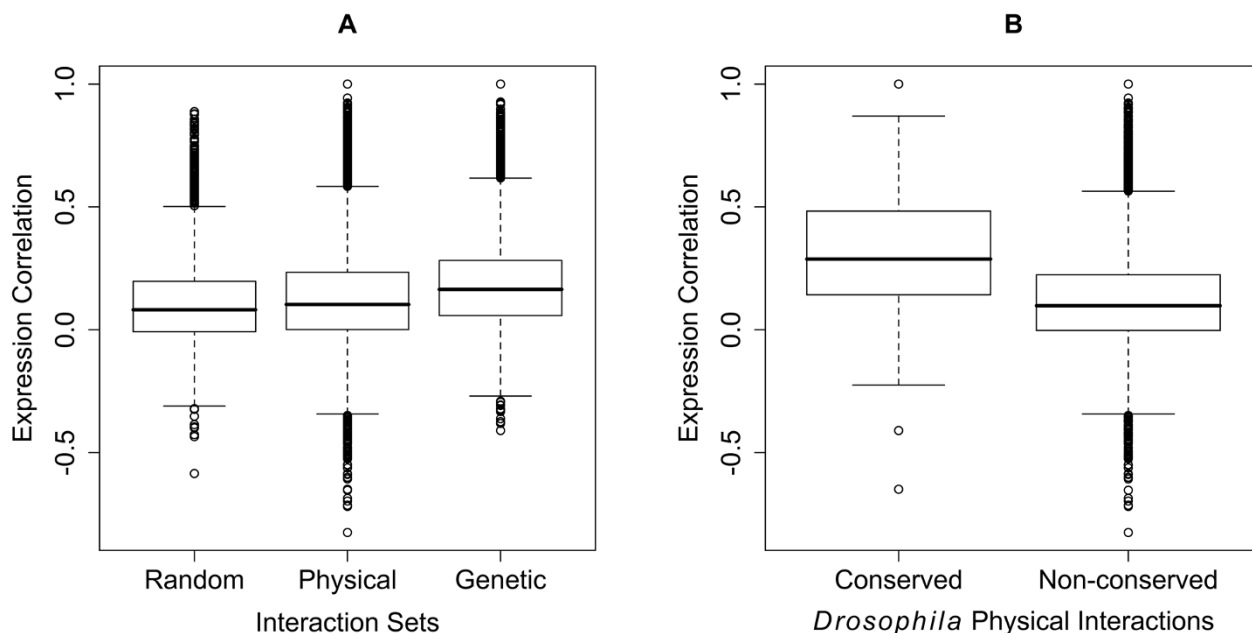 A
Expression Correlation
1.0
0.5
0.0
-0.5
Random Physical Genetic
Interaction Sets
B
Expression Correlation
1.0
0.5
0.0
-0.5
Conserved Non-conserved
Drosophila Physical Interactions